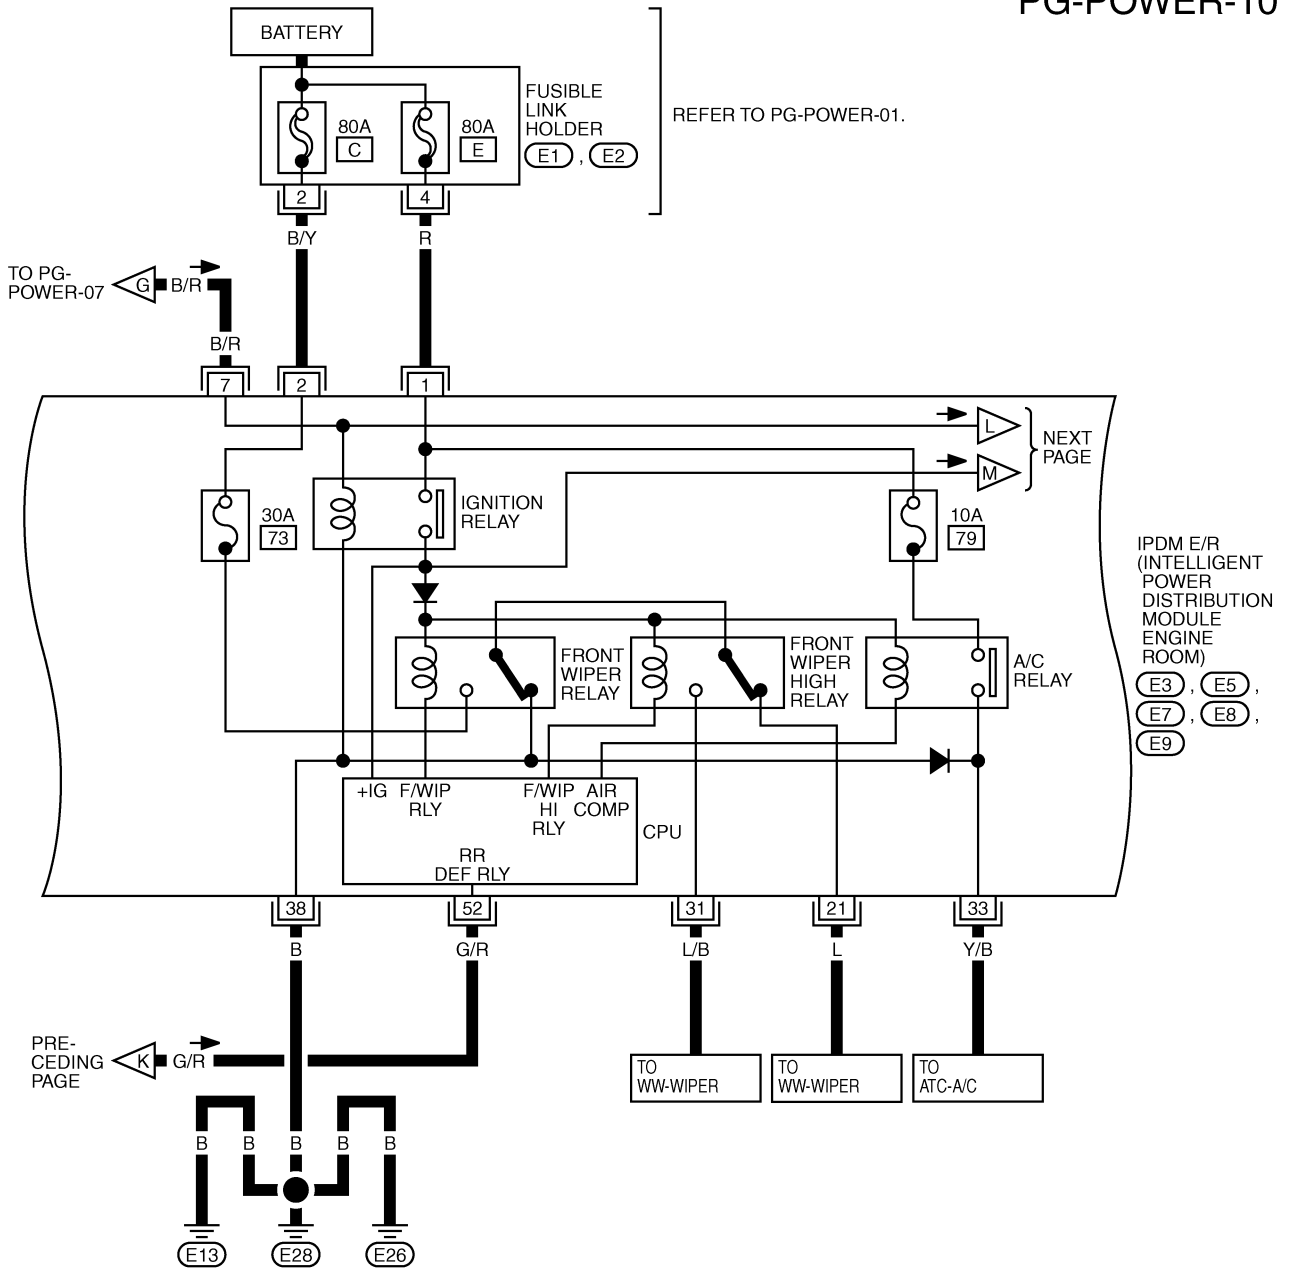 PG-POWER-10
BATTERY
80A
C
80A
E
FUSIBLE
LINK
HOLDER
E1 , E2
REFER TO PG-POWER-01.
2
4
B/Y
R
TO PG-
POWER-07
G
B/R
B/R
7
2
1
L
M
NEXT
PAGE
30A
73
IGNITION
RELAY
10A
79
IPDM E/R
(INTELLIGENT
POWER
DISTRIBUTION
MODULE
ENGINE
ROOM)
E3 , E5 ,
E7 , E8 ,
E9
FRONT
WIPER
RELAY
FRONT
WIPER
HIGH
RELAY
A/C
RELAY
+IG
F/WIP
RLY
F/WIP
HI
RLY
AIR
COMP
CPU
RR
DEF RLY
38
52
31
21
33
B
G/R
L/B
L
Y/B
PRE-
CEDING
PAGE
K
G/R
TO
WW-WIPER
TO
WW-WIPER
TO
ATC-A/C
B
B
B
B
B
E13
E28
E26